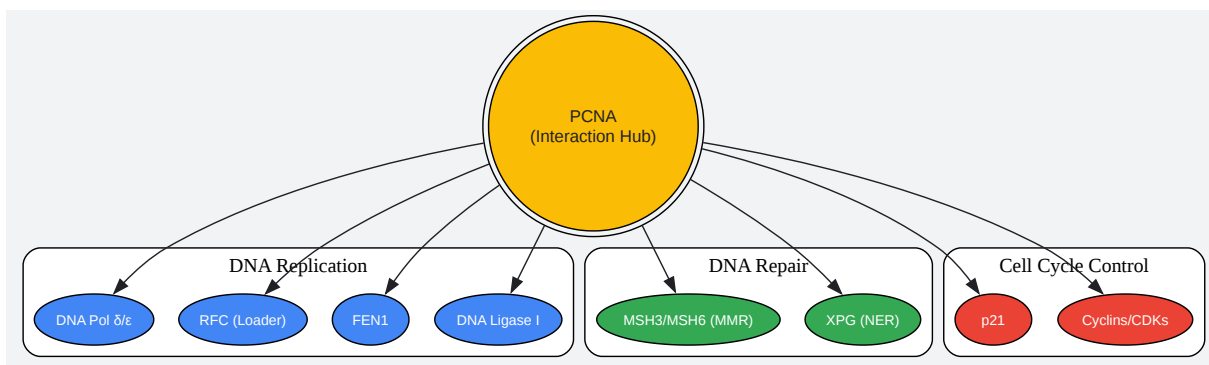 PCNA
(Interaction Hub)
DNA Replication
DNA Repair
Cell Cycle Control
DNA Pol δ/ε
RFC (Loader)
FEN1
DNA Ligase I
MSH3/MSH6 (MMR)
XPG (NER)
p21
Cyclins/CDKs